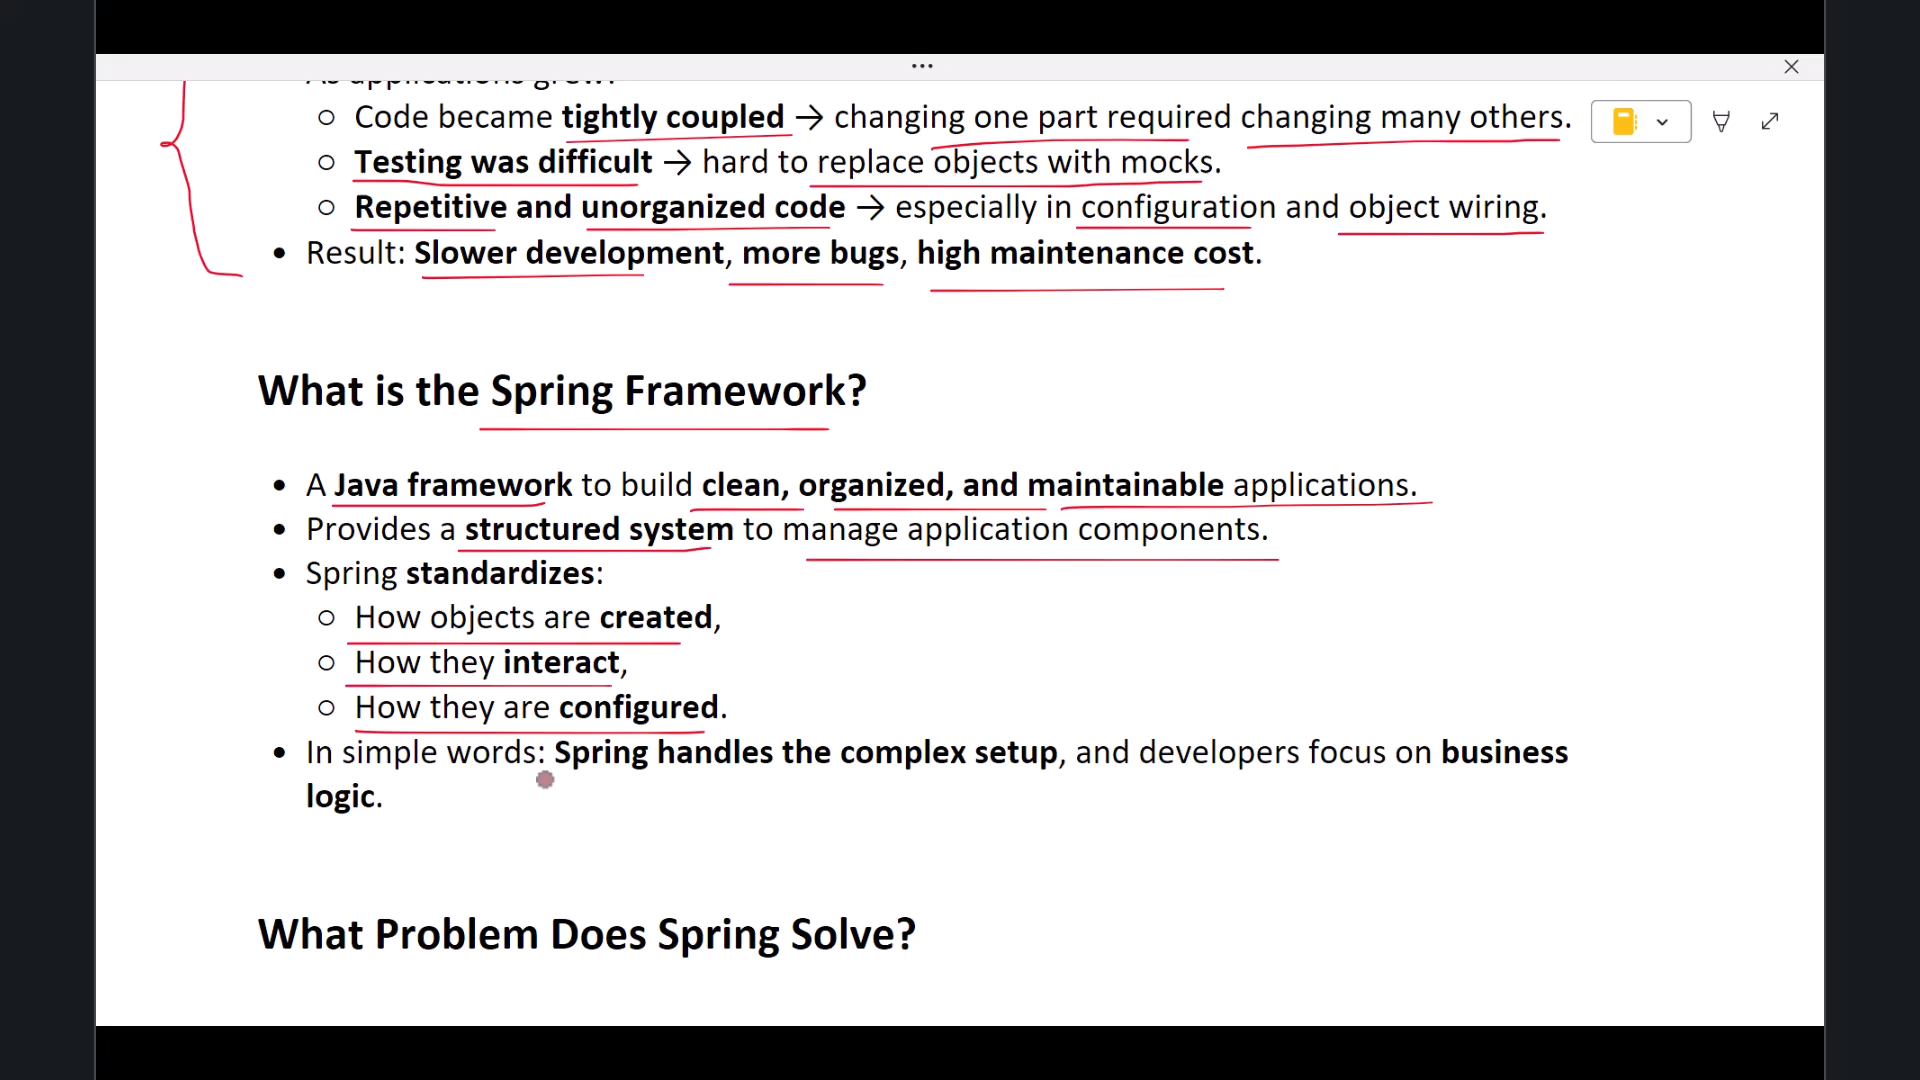 As applications grew:
○ Code became tightly coupled → changing one part required changing many others.
○ Testing was difficult → hard to replace objects with mocks.
○ Repetitive and unorganized code → especially in configuration and object wiring.
• Result: Slower development, more bugs, high maintenance cost.
What is the Spring Framework?
• A Java framework to build clean, organized, and maintainable applications.
• Provides a structured system to manage application components.
• Spring standardizes:
○ How objects are created,
○ How they interact,
○ How they are configured.
• In simple words: Spring handles the complex setup, and developers focus on business
logic.
What Problem Does Spring Solve?